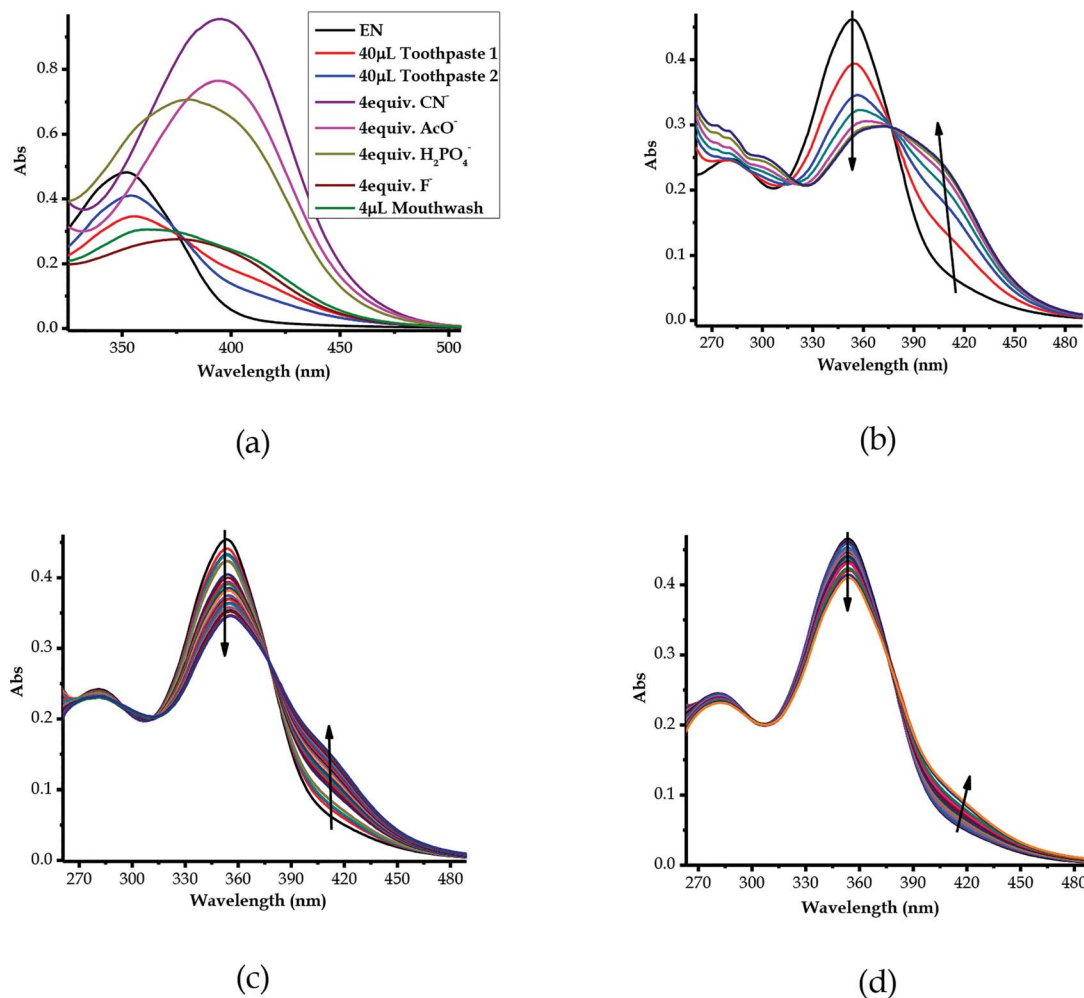 EN
40μL Toothpaste 1
40μL Toothpaste 2
4equiv. CN⁻
4equiv. AcO⁻
4equiv. H₂PO₄⁻
4equiv. F⁻
4μL Mouthwash
Abs
0.8
0.6
0.4
0.2
0.0
350 400 450 500
Wavelength (nm)
(a)
Abs
0.4
0.3
0.2
0.1
0.0
270 300 330 360 390 420 450 480
Wavelength (nm)
(b)
Abs
0.4
0.3
0.2
0.1
0.0
270 300 330 360 390 420 450 480
Wavelength (nm)
(c)
Abs
0.4
0.3
0.2
0.1
0.0
270 300 330 360 390 420 450 480
Wavelength (nm)
(d)